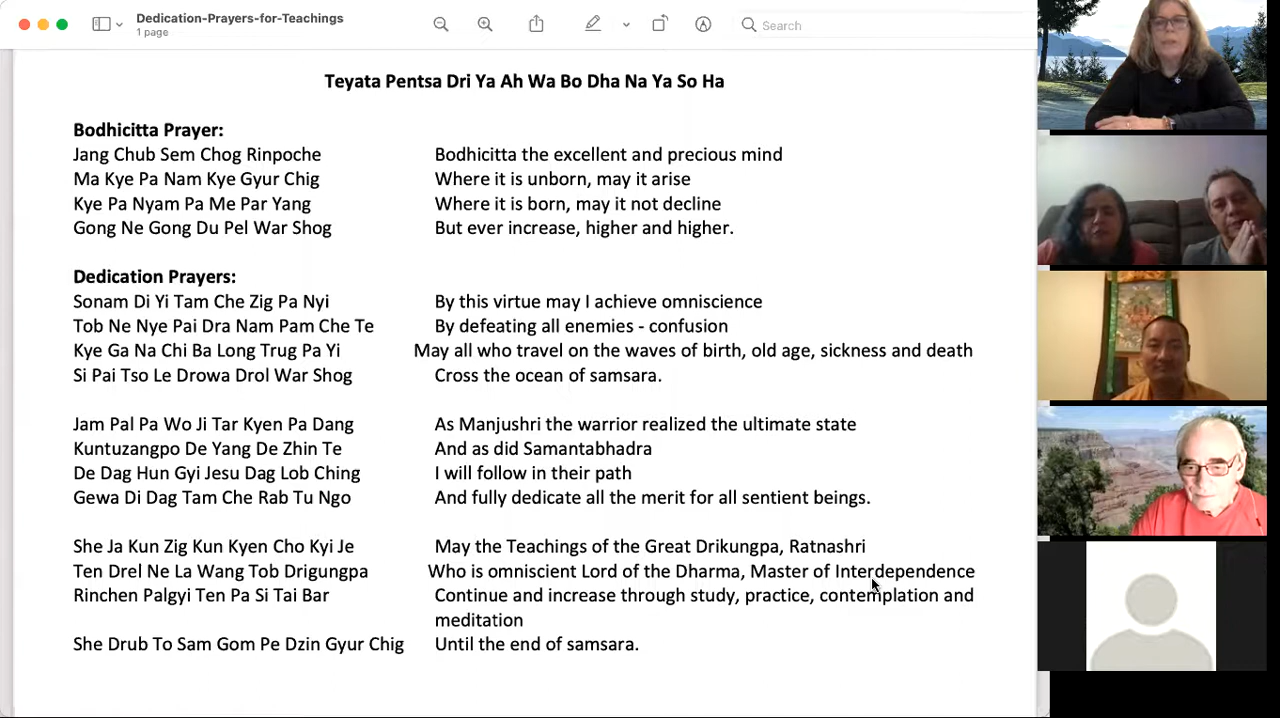 Dedication-Prayers-for-Teachings
1 page
Search
Teyata Pentsa Dri Ya Ah Wa Bo Dha Na Ya So Ha
Bodhicitta Prayer:
Jang Chub Sem Chog Rinpoche Bodhicitta the excellent and precious mind
Ma Kye Pa Nam Kye Gyur Chig Where it is unborn, may it arise
Kye Pa Nyam Pa Me Par Yang Where it is born, may it not decline
Gong Ne Gong Du Pel War Shog But ever increase, higher and higher.
Dedication Prayers:
Sonam Di Yi Tam Che Zig Pa Nyi By this virtue may I achieve omniscience
Tob Ne Nye Pai Dra Nam Pam Che Te By defeating all enemies - confusion
Kye Ga Na Chi Ba Long Trug Pa Yi May all who travel on the waves of birth, old age, sickness and death
Si Pai Tso Le Drowa Drol War Shog Cross the ocean of samsara.
Jam Pal Pa Wo Ji Tar Kyen Pa Dang As Manjushri the warrior realized the ultimate state
Kuntuzangpo De Yang De Zhin Te And as did Samantabhadra
De Dag Hun Gyi Jesu Dag Lob Ching I will follow in their path
Gewa Di Dag Tam Che Rab Tu Ngo And fully dedicate all the merit for all sentient beings.
She Ja Kun Zig Kun Kyen Cho Kyi Je May the Teachings of the Great Drikungpa, Ratnashri
Ten Drel Ne La Wang Tob Drigungpa Who is omniscient Lord of the Dharma, Master of Interdependence
Rinchen Palgyi Ten Pa Si Tai Bar Continue and increase through study, practice, contemplation and
meditation
She Drub To Sam Gom Pe Dzin Gyur Chig Until the end of samsara.